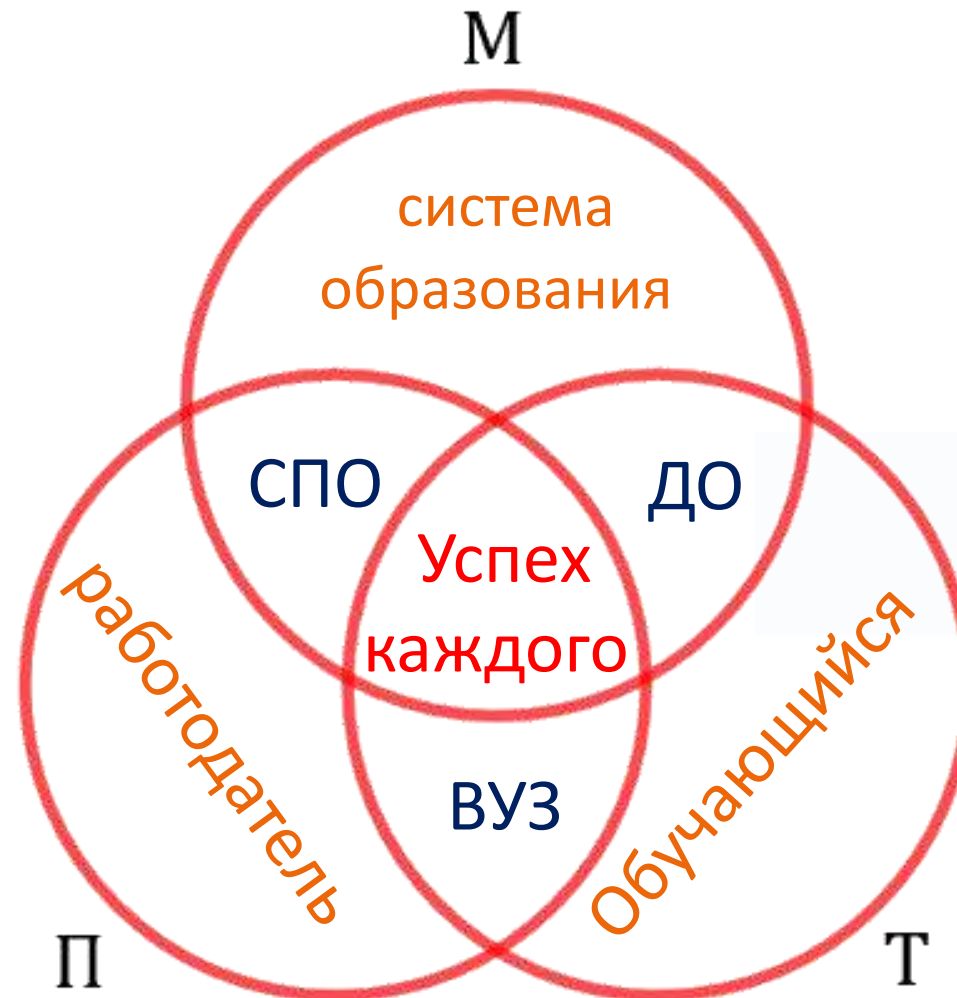 М
система
образования
СПО
ДО
Успех
каждого
работодатель
Обучающийся
ВУЗ
П
Т